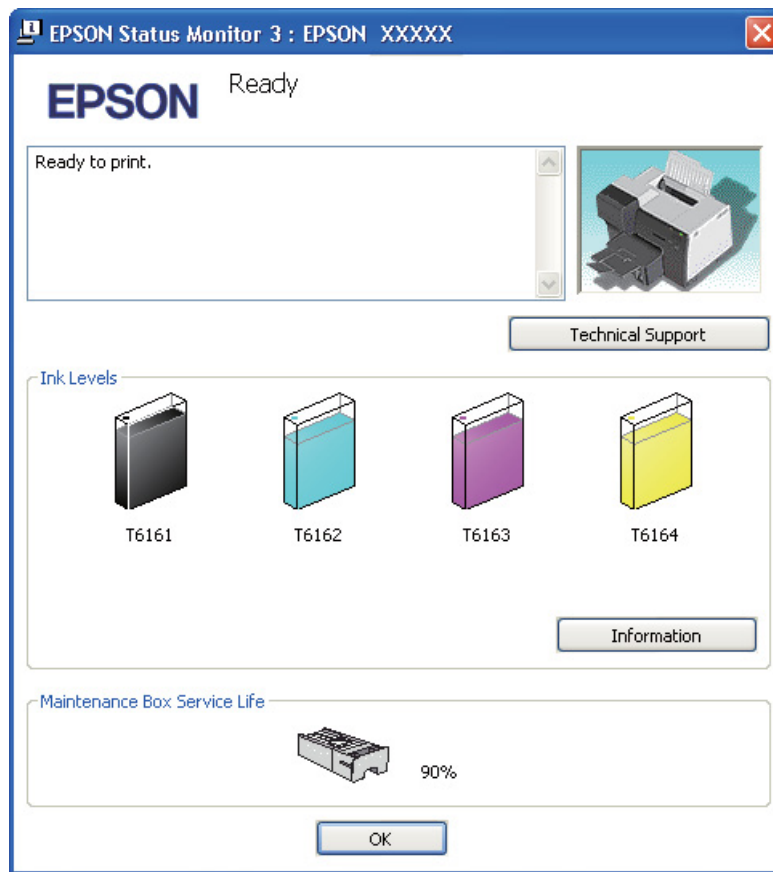 EPSON Status Monitor 3 : EPSON XXXXX
EPSON
Ready
Ready to print.
Technical Support
Ink Levels
T6161
T6162
T6163
T6164
Information
Maintenance Box Service Life
90%
OK